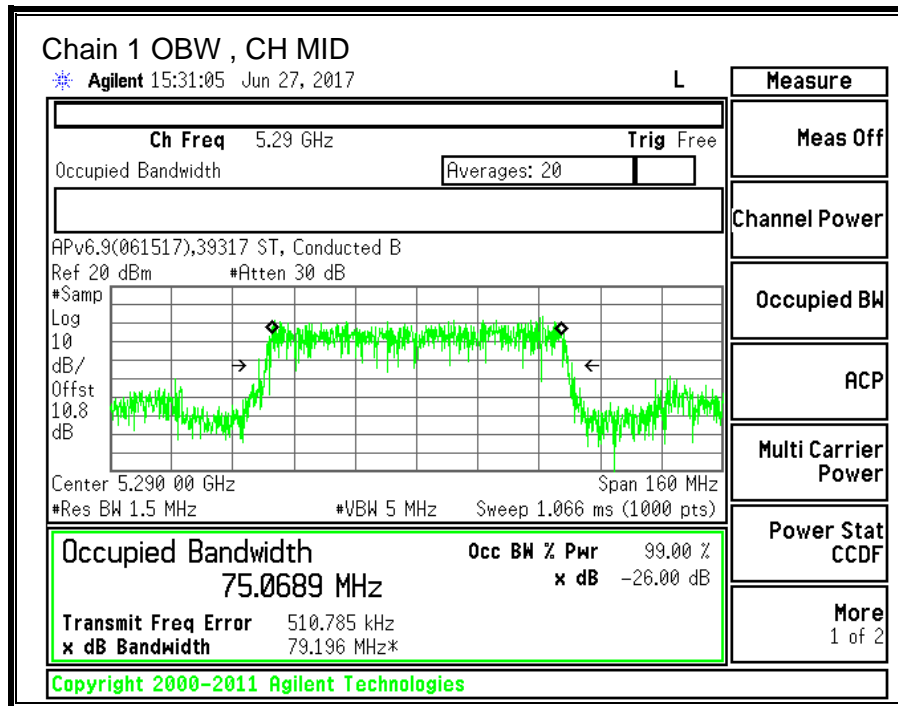 Chain 1 OBW , CH MID
Agilent 15:31:05 Jun 27, 2017 L
Measure
Ch Freq 5.29 GHz Trig Free
Meas Off
Occupied Bandwidth Averages: 20
Channel Power
APv6.9(061517),39317 ST, Conducted B
Ref 20 dBm #Atten 30 dB
#Samp
Log
10
dB/
Offst
10.8
dB
Occupied BW
ACP
Multi Carrier
Power
Center 5.290 00 GHz Span 160 MHz
#Res BW 1.5 MHz #VBW 5 MHz Sweep 1.066 ms (1000 pts)
Power Stat
CCDF
Occupied Bandwidth Occ BW % Pwr 99.00 %
75.0689 MHz x dB -26.00 dB
Transmit Freq Error 510.785 kHz
x dB Bandwidth 79.196 MHz*
More
1 of 2
Copyright 2000-2011 Agilent Technologies